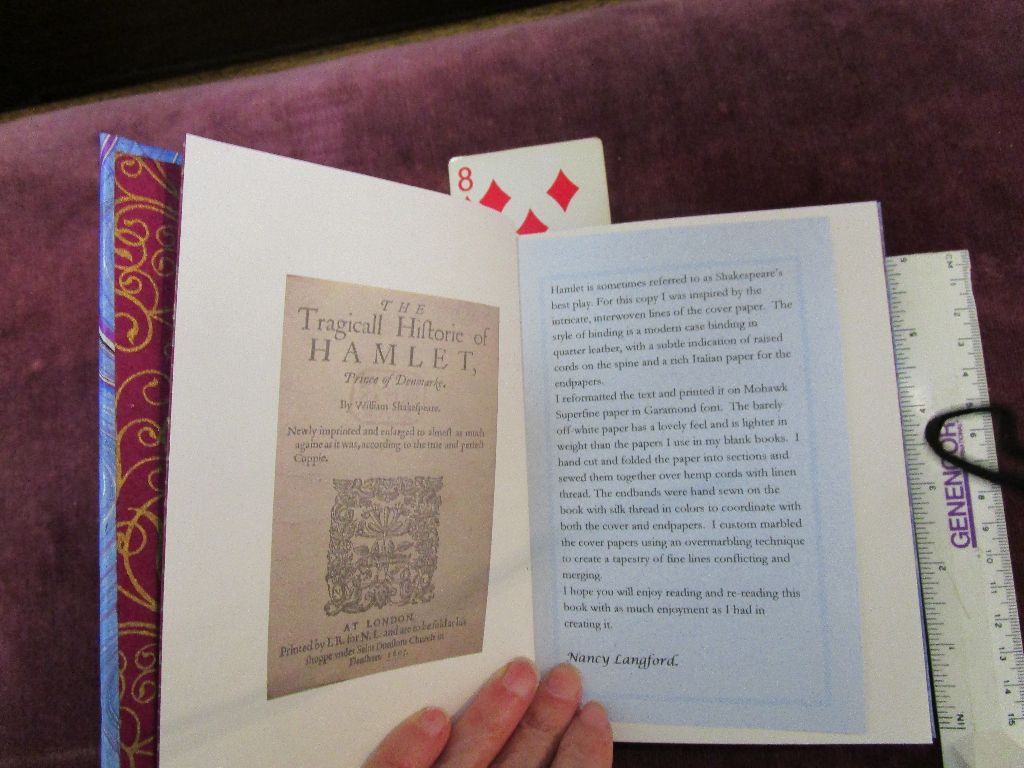 8
THE
Tragicall Historie of
HAMLET,
Prince of Denmarke.
By William Shakespeare.
Newly imprinted and enlarged to almost as much
againe as it was, according to the true and perfect
Coppie.
AT LONDON,
Printed by I.R. for N. L. and are to be sold at his
shoppe vnder Saint Dunstons Church in
Fleetstreet. 1605.
Hamlet is sometimes referred to as Shakespeare's
best play. For this copy I was inspired by the
intricate, interwoven lines of the cover paper. The
style of binding is a modern case binding in
quarter leather, with a subtle indication of raised
cords on the spine and a rich Italian paper for the
endpapers.
I reformatted the text and printed it on Mohawk
Superfine paper in Garamond font. The barely
off-white paper has a lovely feel and is lighter in
weight than the papers I use in my blank books. I
hand cut and folded the paper into sections and
sewed them together over hemp cords with linen
thread. The endbands were hand sewn on the
book with silk thread in colors to coordinate with
both the cover and endpapers. I custom marbled
the cover papers using an overmarbling technique
to create a tapestry of fine lines conflicting and
merging.
I hope you will enjoy reading and re-reading this
book with as much enjoyment as I had in
creating it.
Nancy Langford.
GENENCOR